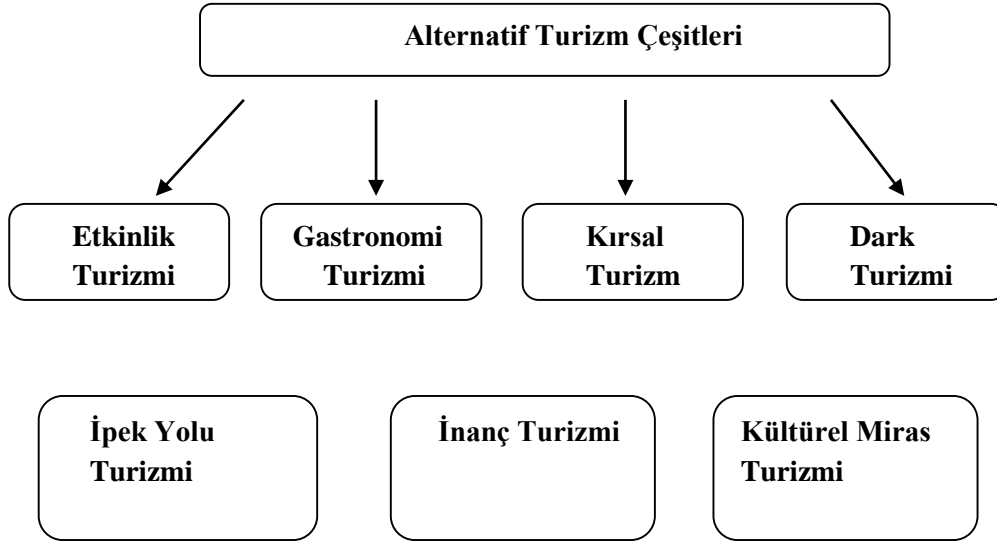 Alternatif Turizm Çeşitleri
Etkinlik
Turizmi
Gastronomi
Turizmi
Kırsal
Turizm
Dark
Turizmi
İpek Yolu
Turizmi
İnanç Turizmi
Kültürel Miras
Turizmi